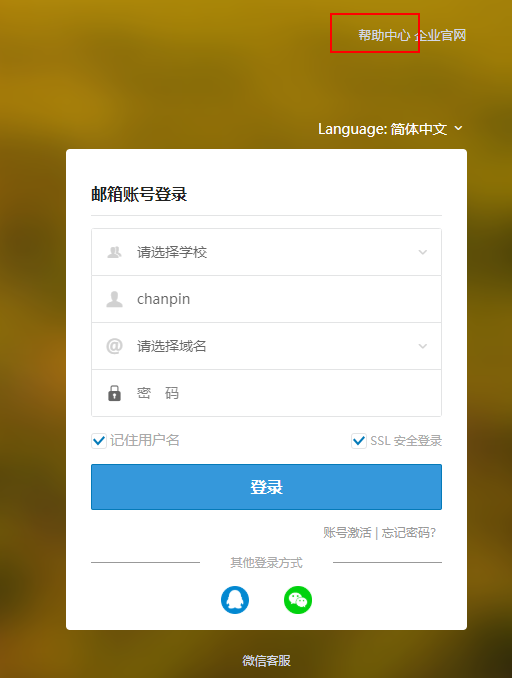 帮助中心 企业官网
Language: 简体中文
邮箱账号登录
请选择学校
chanpin
@ 请选择域名
密 码
记住用户名 SSL 安全登录
登录
账号激活 | 忘记密码?
其他登录方式
微信客服